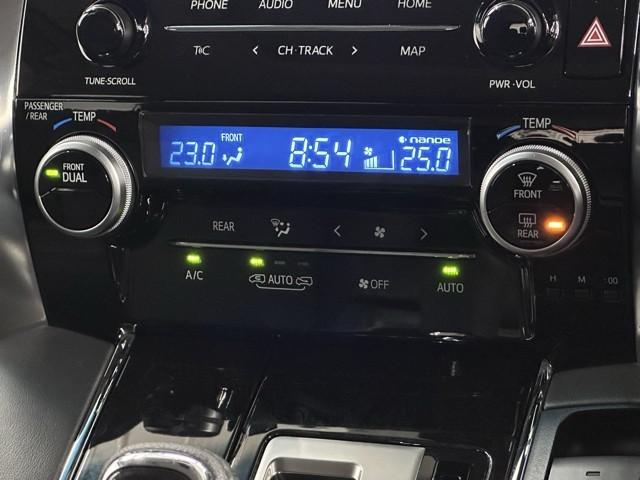 PHONE AUDIO MENU HOME
T&C < CH·TRACK > MAP
TUNE·SCROLL
PWR·VOL
PASSENGER
/REAR
TEMP
TEMP
FRONT
DUAL
FRONT
23.0 8:54 nanoe 25.0
FRONT
REAR
REAR < >
A/C AUTO OFF AUTO
H M :00